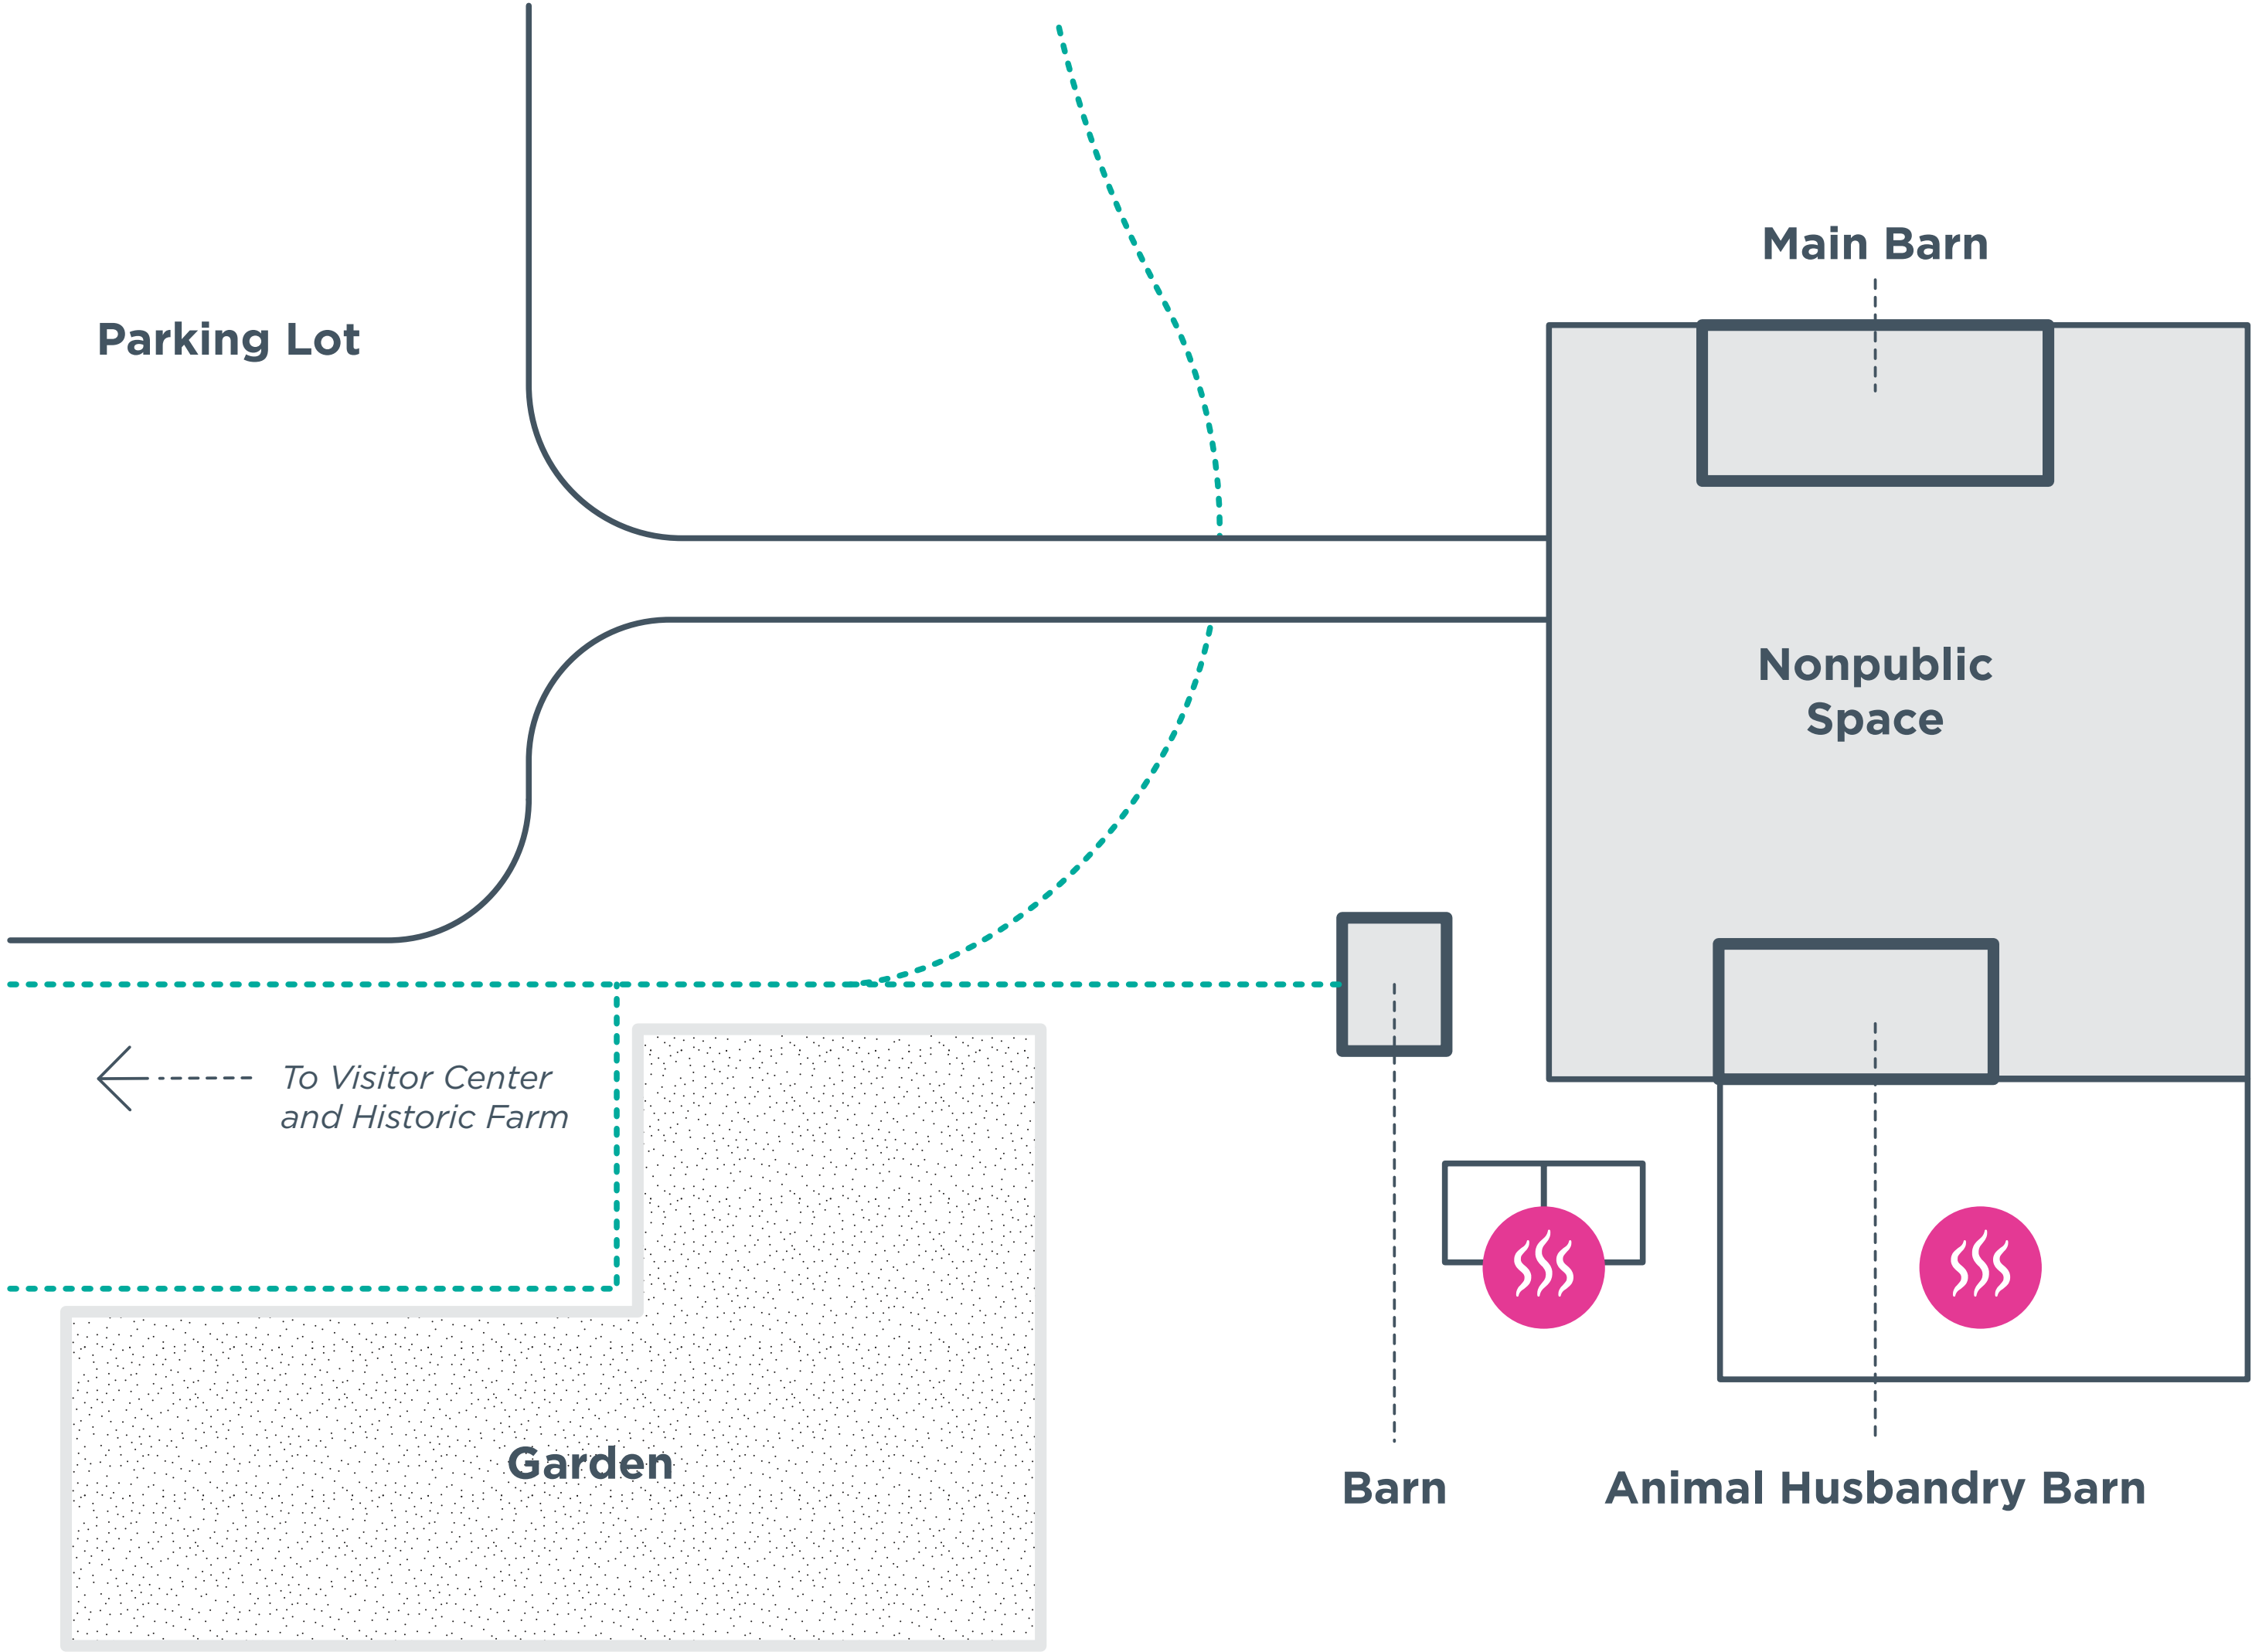 Main Barn
Parking Lot
Nonpublic
Space
To Visitor Center
and Historic Farm
Garden
Barn
Animal Husbandry Barn